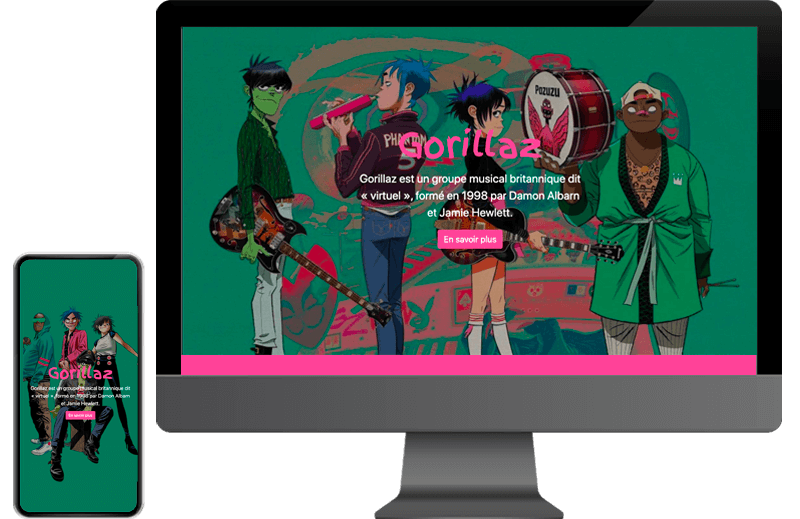 Pozuzu
PHANTOM
Gorillaz
Gorillaz est un groupe musical britannique dit
« virtuel », formé en 1998 par Damon Albarn
et Jamie Hewlett.
En savoir plus
Gorillaz
Gorillaz est un groupe musical britannique dit
« virtuel », formé en 1998 par Damon Albarn
et Jamie Hewlett.
En savoir plus